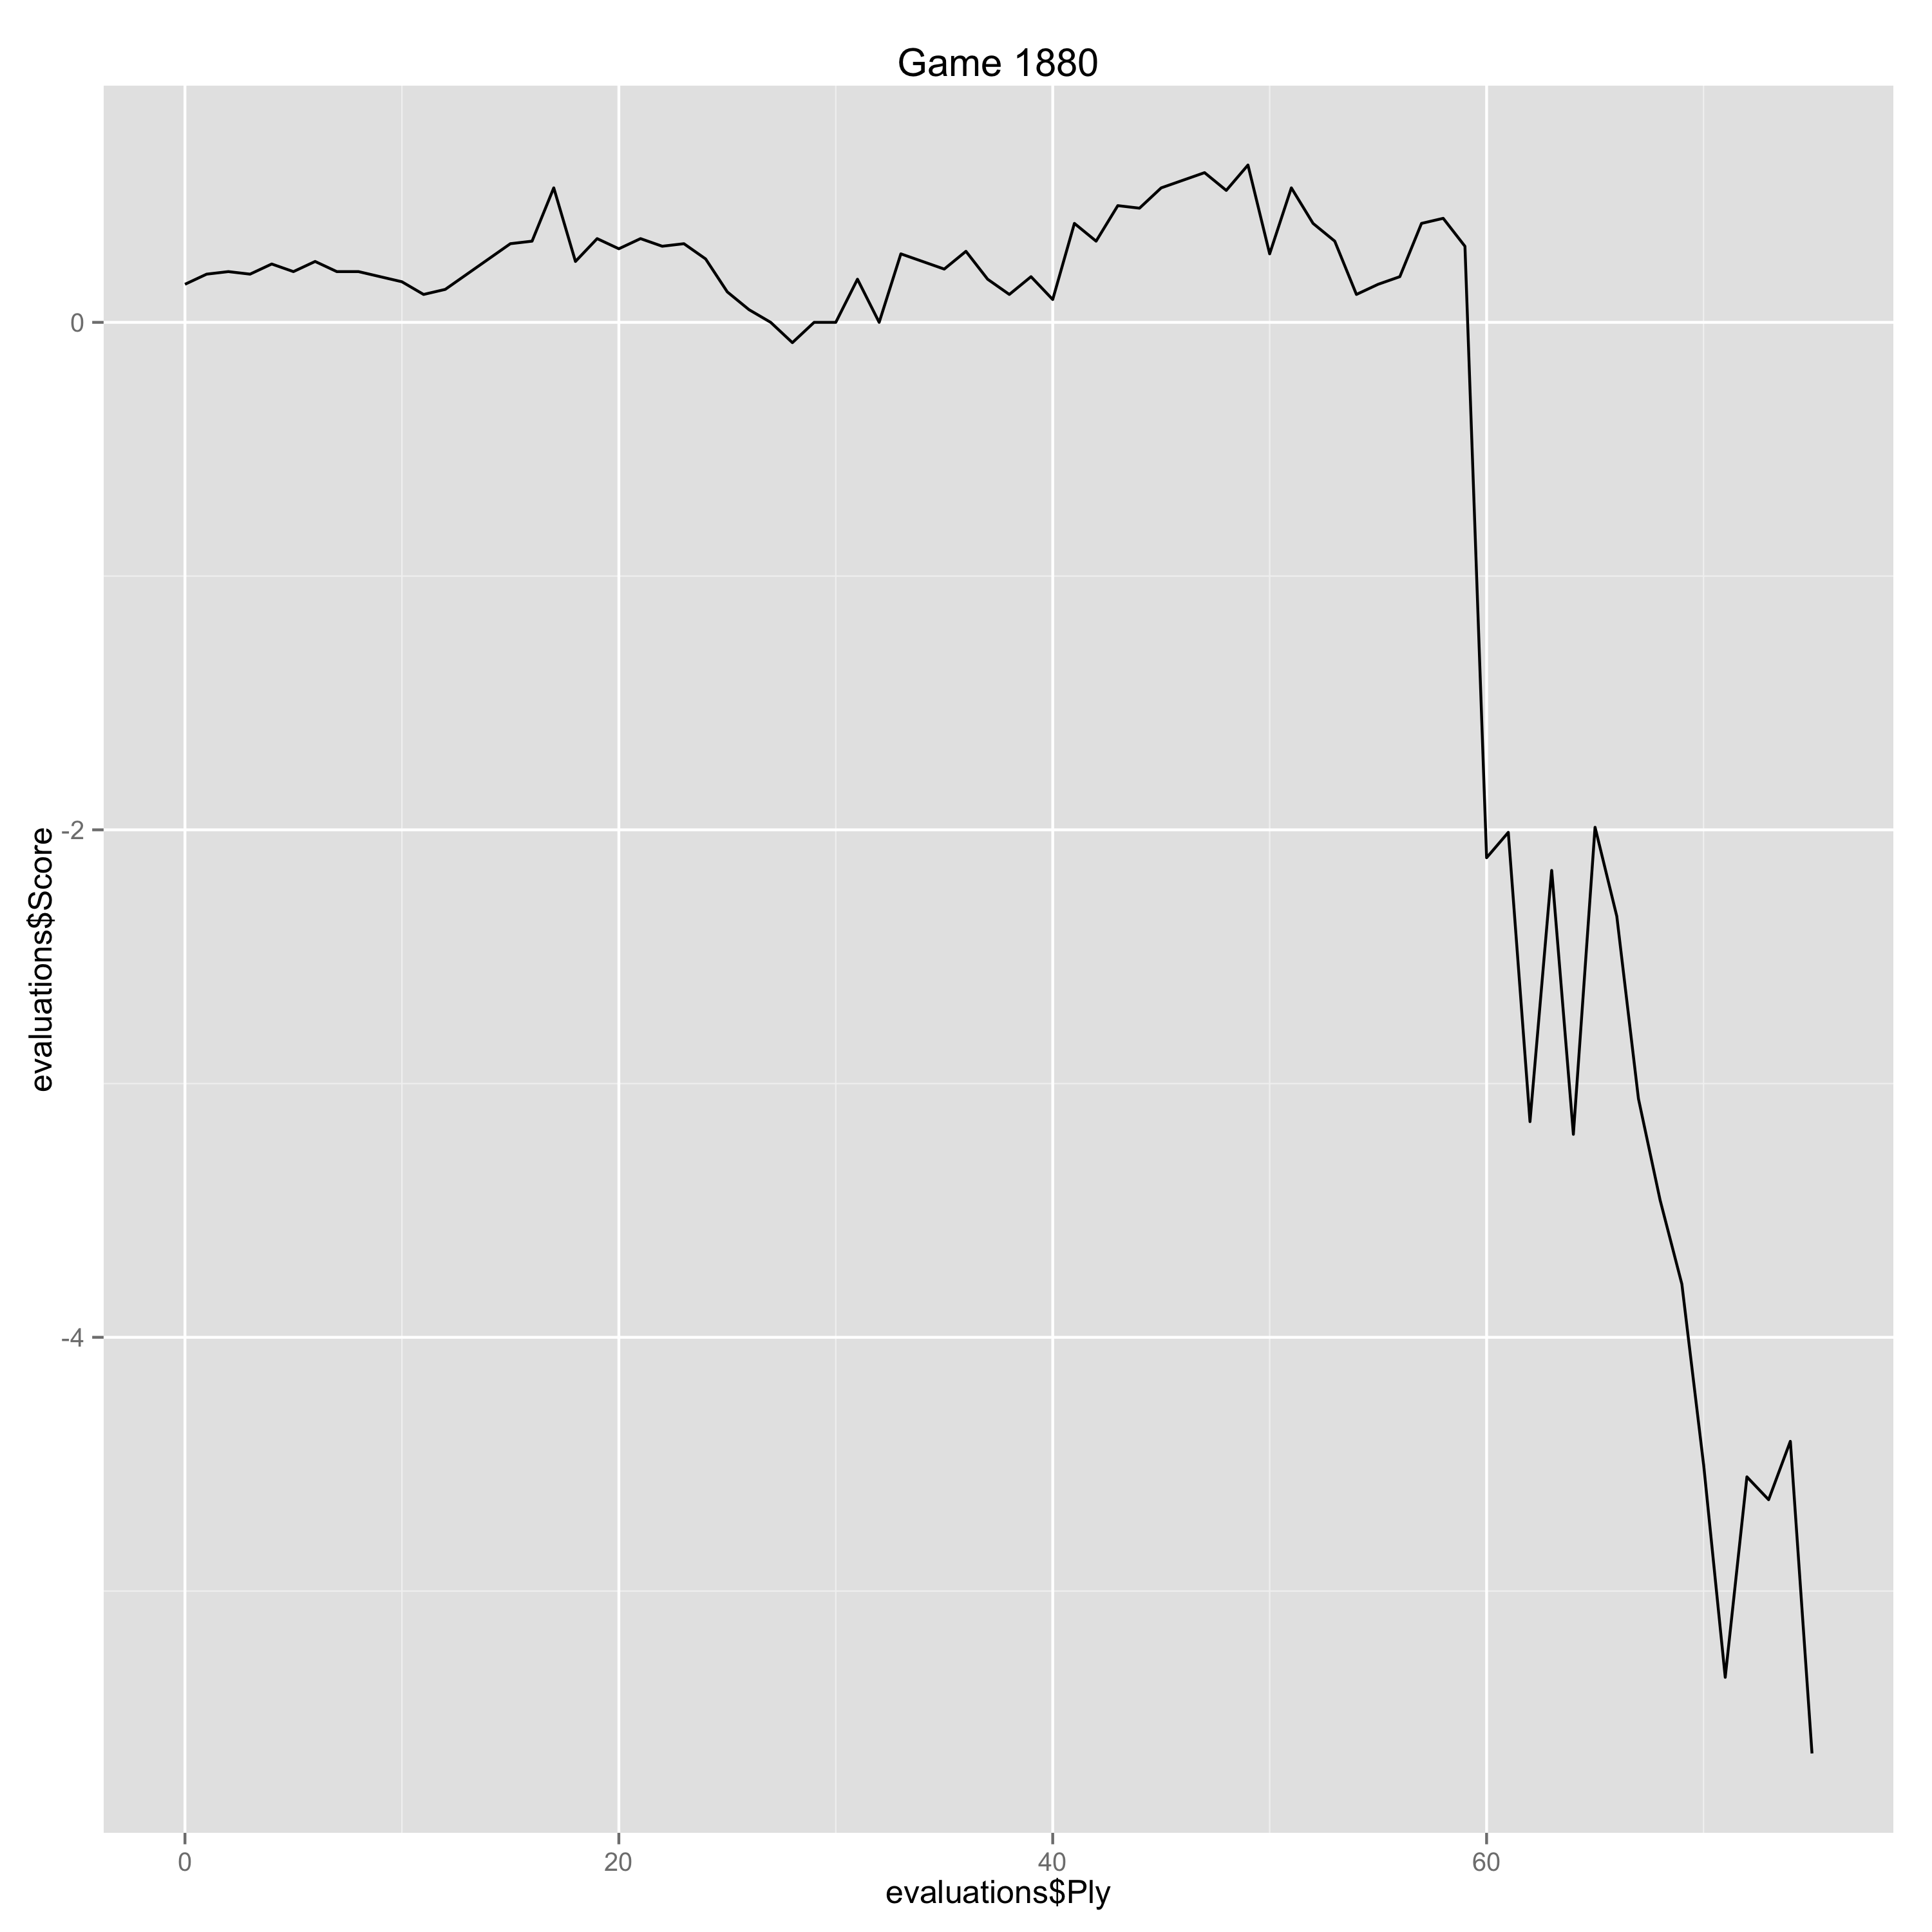 Game 1880
0
-2
-4
evaluations$Score
0 20 40 60
evaluations$Ply